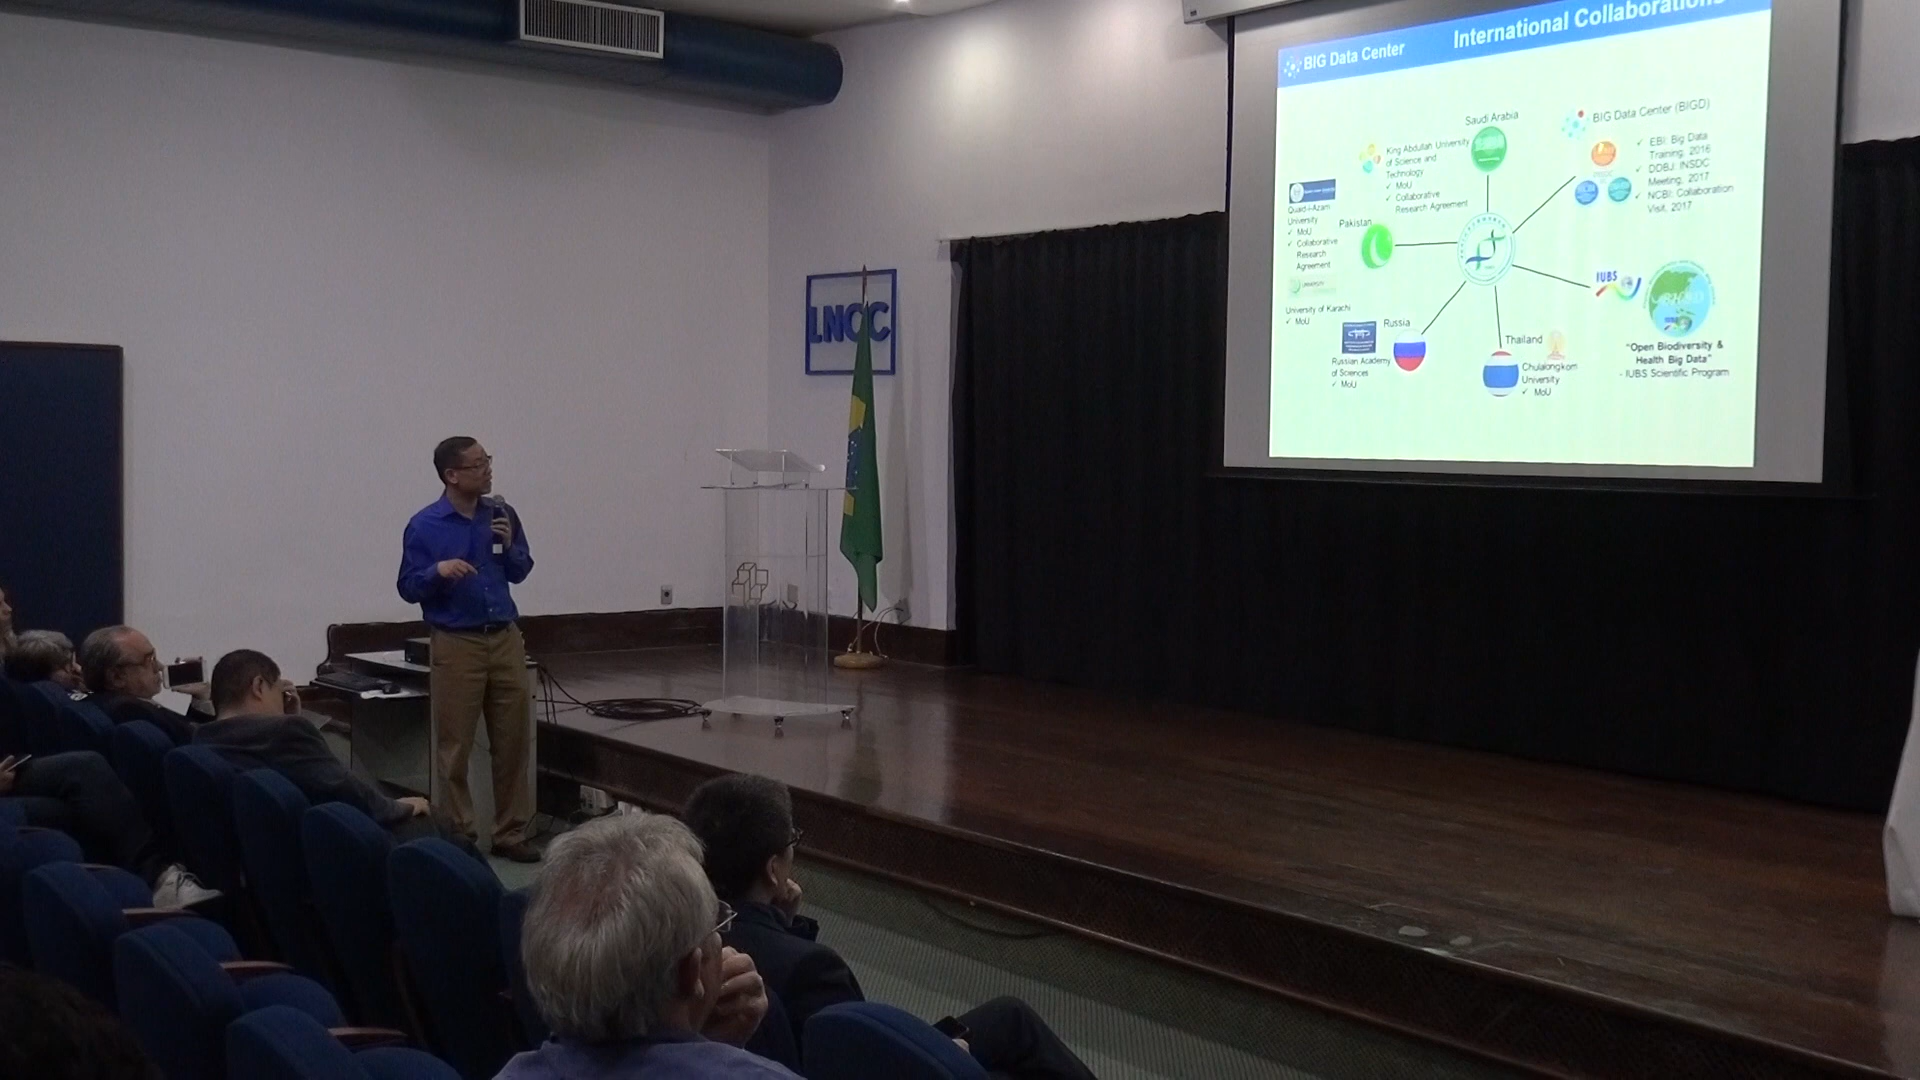 BIG Data Center
International Collaborations
Saudi Arabia
King Abdullah University
of Science and
Technology
✓ MoU
✓ Collaborative
Research Agreement
BIG Data Center (BIGD)
✓ EBI: Big Data
Training, 2016
✓ DDBJ: INSDC
Meeting, 2017
✓ NCBI: Collaboration
Visit, 2017
Quaid-i-Azam
University
✓ MoU
✓ Collaborative
Research
Agreement
Pakistan
University of Karachi
✓ MoU
IUBS
"Open Biodiversity &
Health Big Data"
- IUBS Scientific Program
Russia
Russian Academy
of Sciences
✓ MoU
Thailand
Chulalongkorn
University
✓ MoU
LNCC